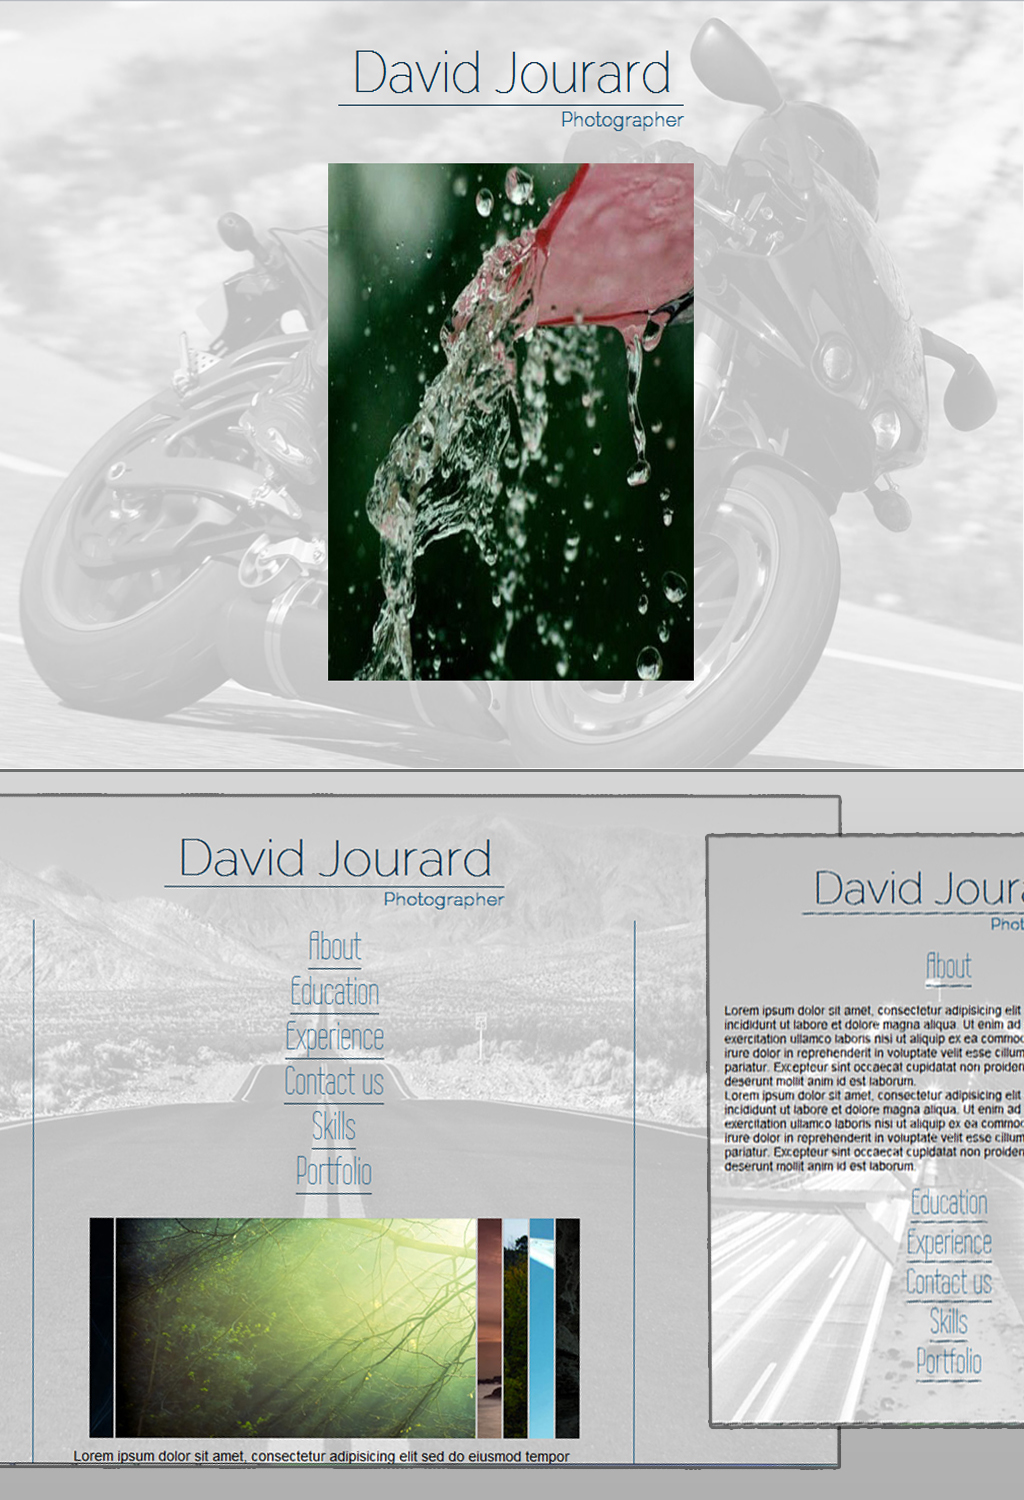 David Jourard
Photographer
David Jourard
Photographer
About
Education
Experience
Contact us
Skills
Portfolio
Lorem ipsum dolor sit amet, consectetur adipisicing elit sed do eiusmod tempor
David Joura
Phot
About
Lorem ipsum dolor sit amet, consectetur adipisicing elit
incididunt ut labore et dolore magna aliqua. Ut enim ad
exercitation ullamco laboris nisi ut aliquip ex ea commod
irure dolor in reprehenderit in voluptate velit esse cillum
pariatur. Excepteur sint occaecat cupidatat non proiden
deserunt mollit anim id est laborum.
Lorem ipsum dolor sit amet, consectetur adipisicing elit
incididunt ut labore et dolore magna aliqua. Ut enim ad
exercitation ullamco laboris nisi ut aliquip ex ea commod
irure dolor in reprehenderit in voluptate velit esse cillum
pariatur. Excepteur sint occaecat cupidatat non proiden
deserunt mollit anim id est laborum.
Education
Experience
Contact us
Skills
Portfolio